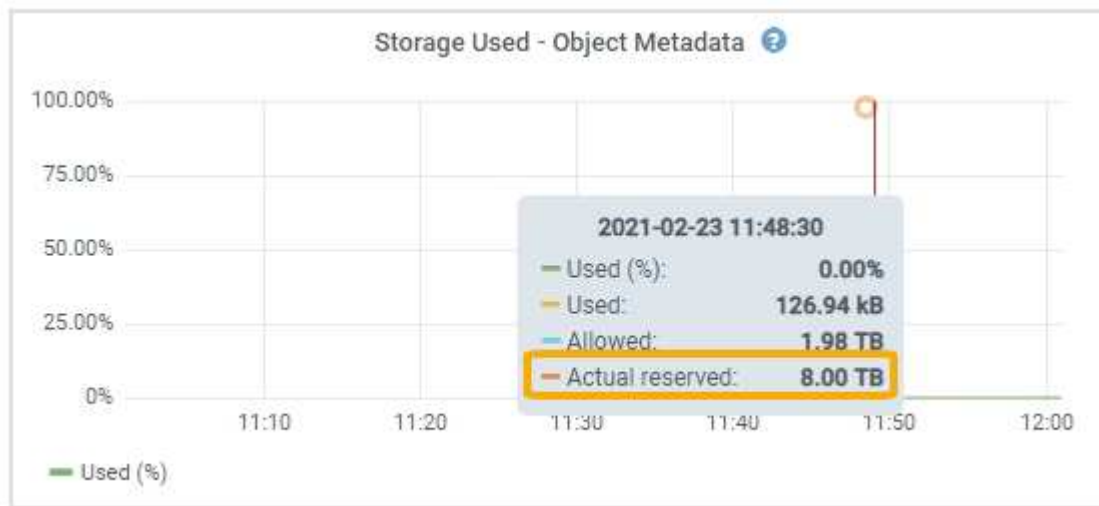 Storage Used - Object Metadata ?
100.00%
75.00%
50.00%
25.00%
0%
2021-02-23 11:48:30
Used (%): 0.00%
Used: 126.94 kB
Allowed: 1.98 TB
Actual reserved: 8.00 TB
11:10 11:20 11:30 11:40 11:50 12:00
Used (%)